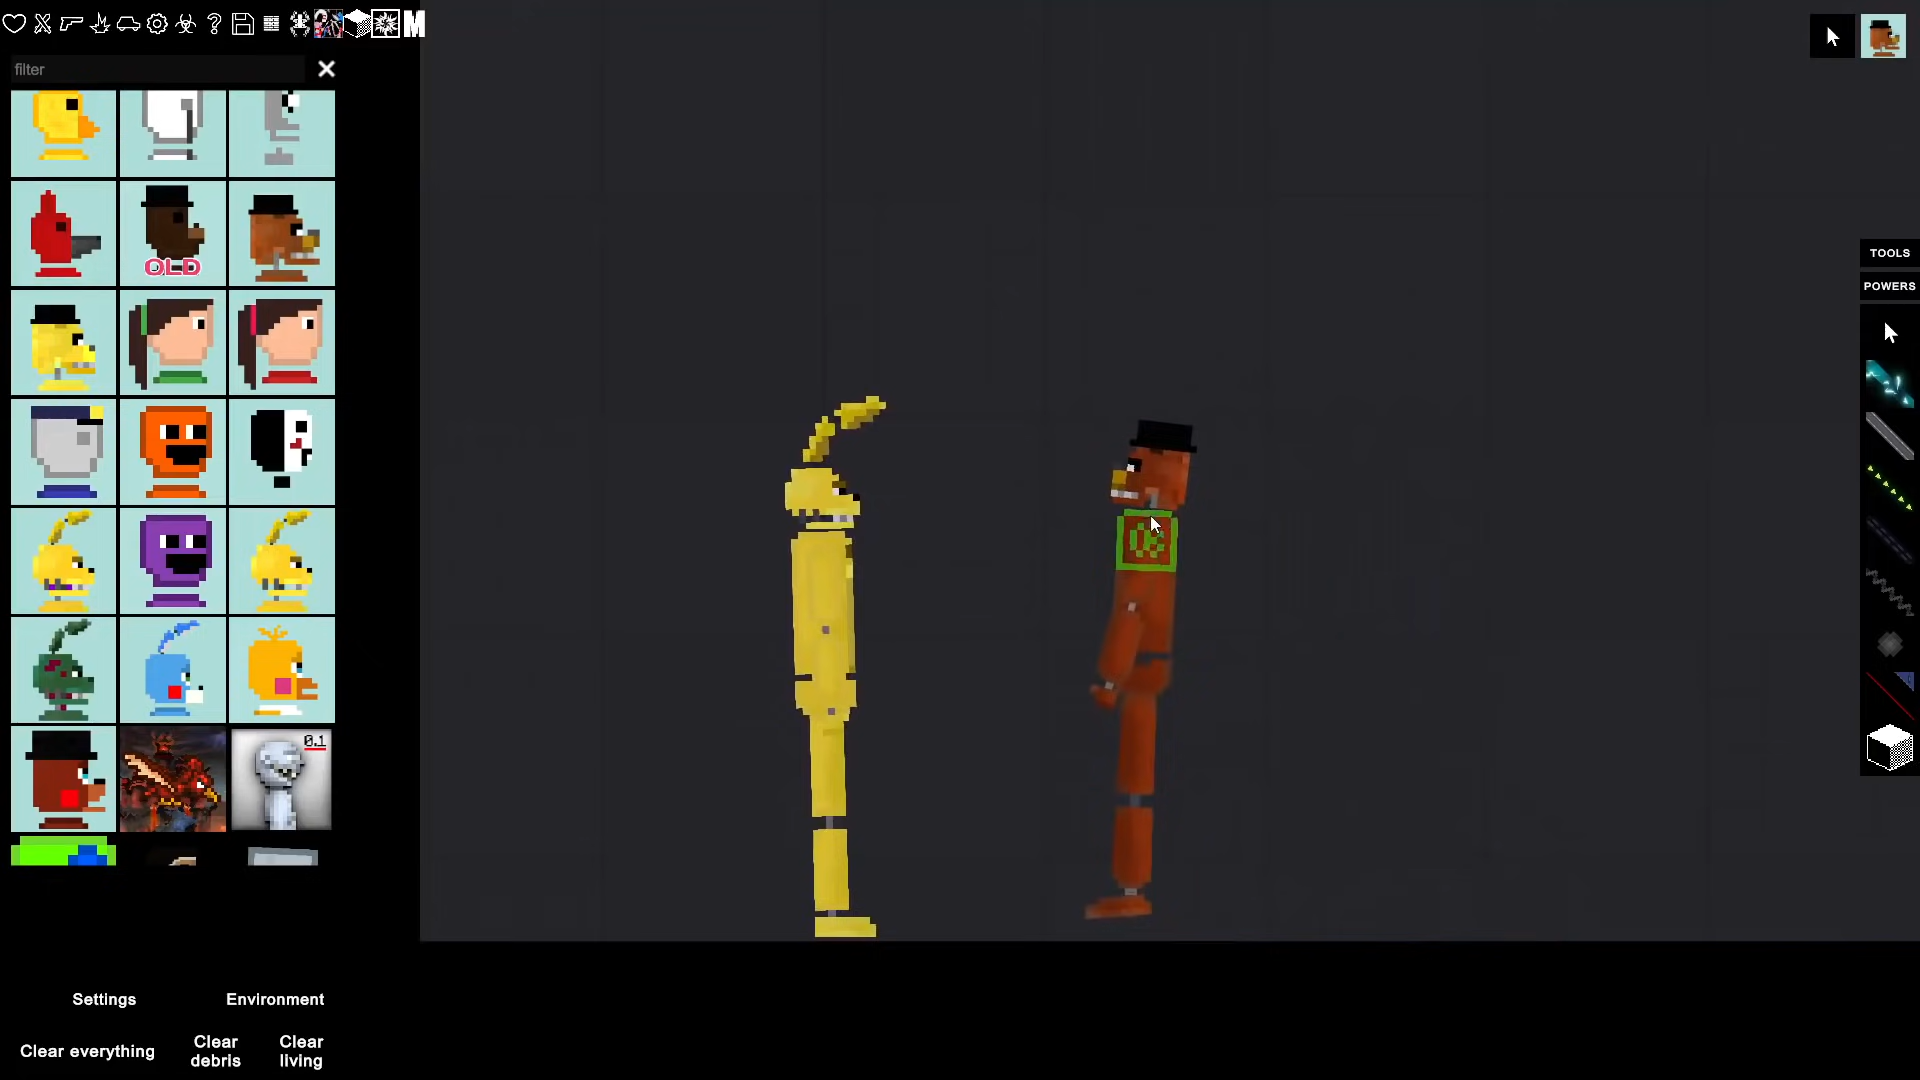 M
filter
OLD
0.1
TOOLS
POWERS
Settings
Environment
Clear everything
Clear
debris
Clear
living